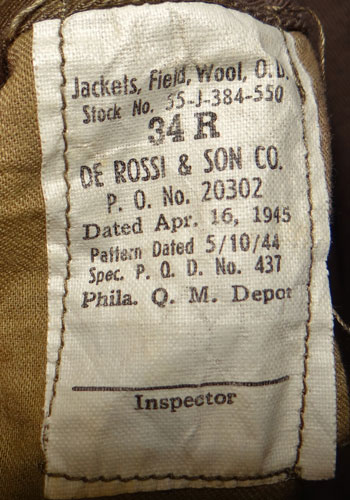 Jackets, Field, Wool, O.D.
Stock No. 55-J-384-550
34 R
DE ROSSI & SON CO.
P. O. No. 20302
Dated Apr. 16, 1945
Pattern Dated 5/10/44
Spec. P. Q. D. No. 437
Phila. Q. M. Depot
Inspector